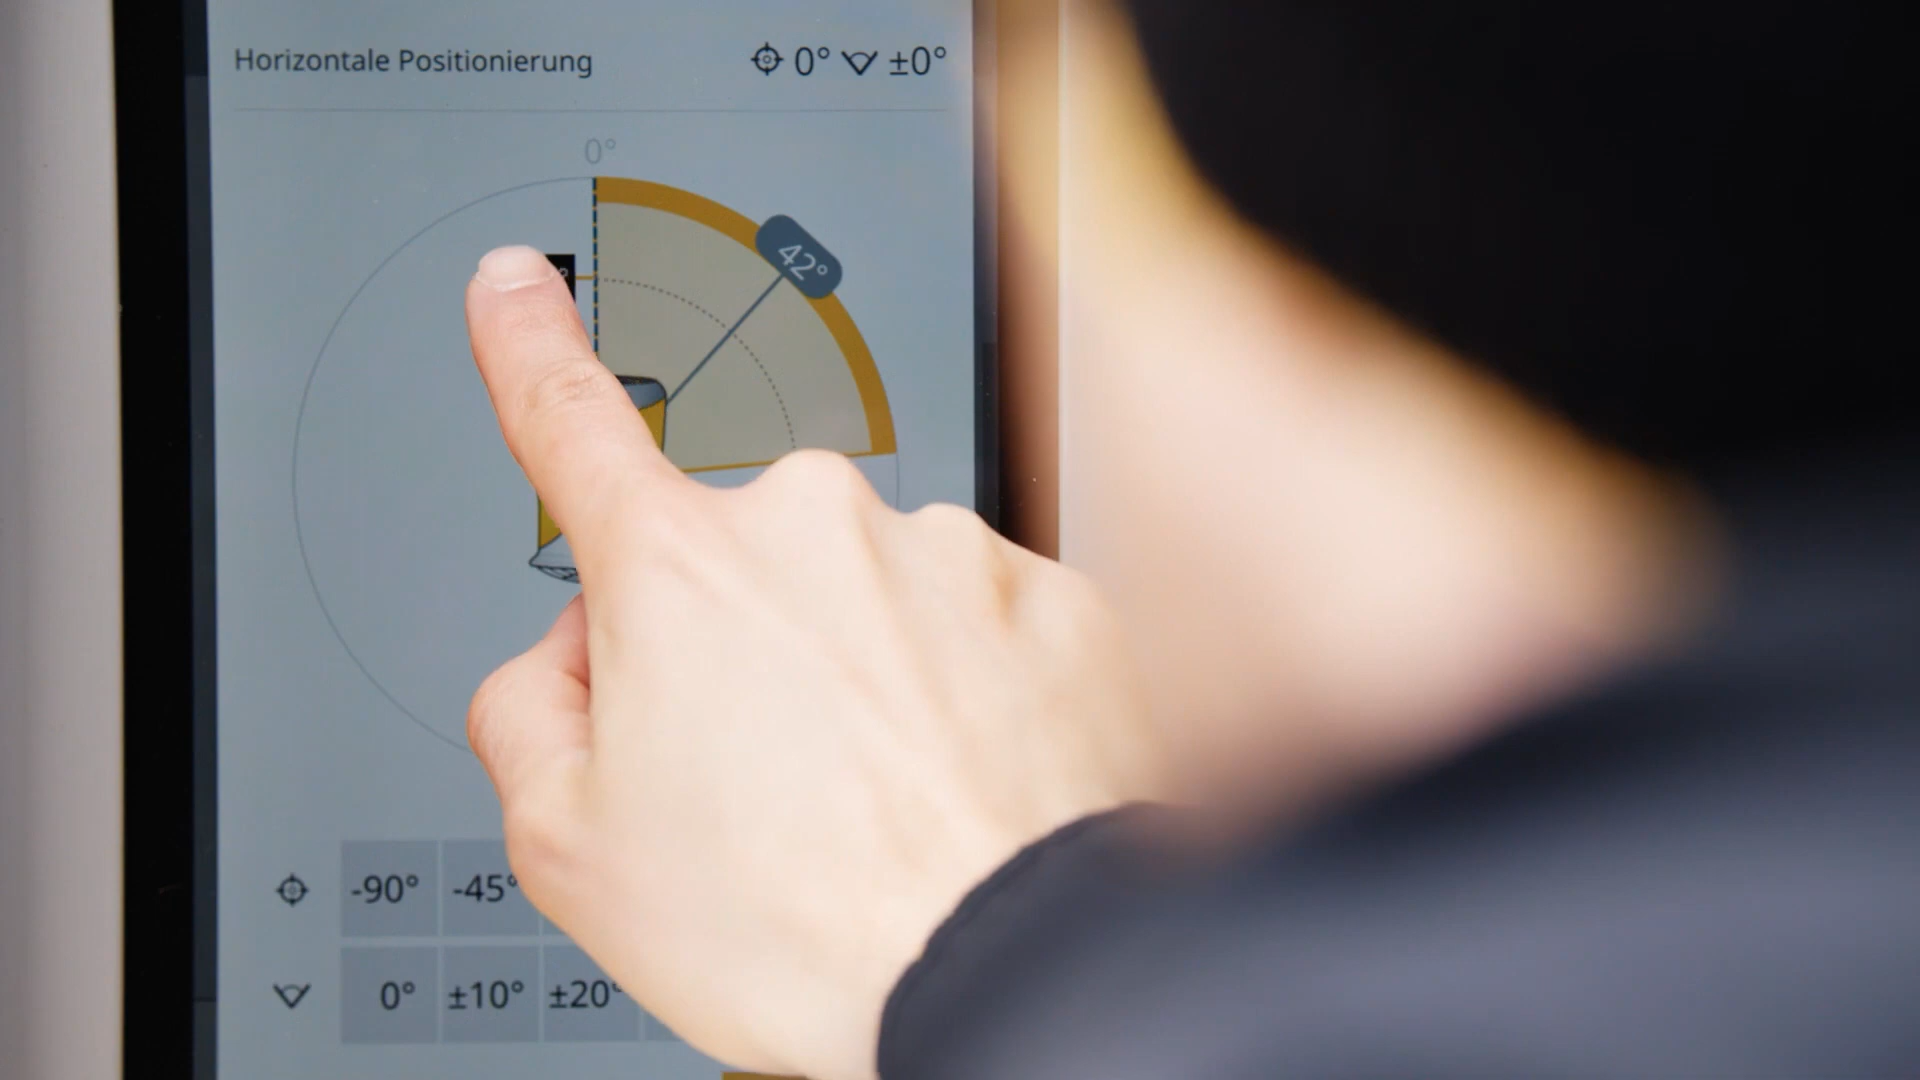 Horizontale Positionierung 0° ±0°
0°
42°
-90° -45°
0° ±10° ±20°